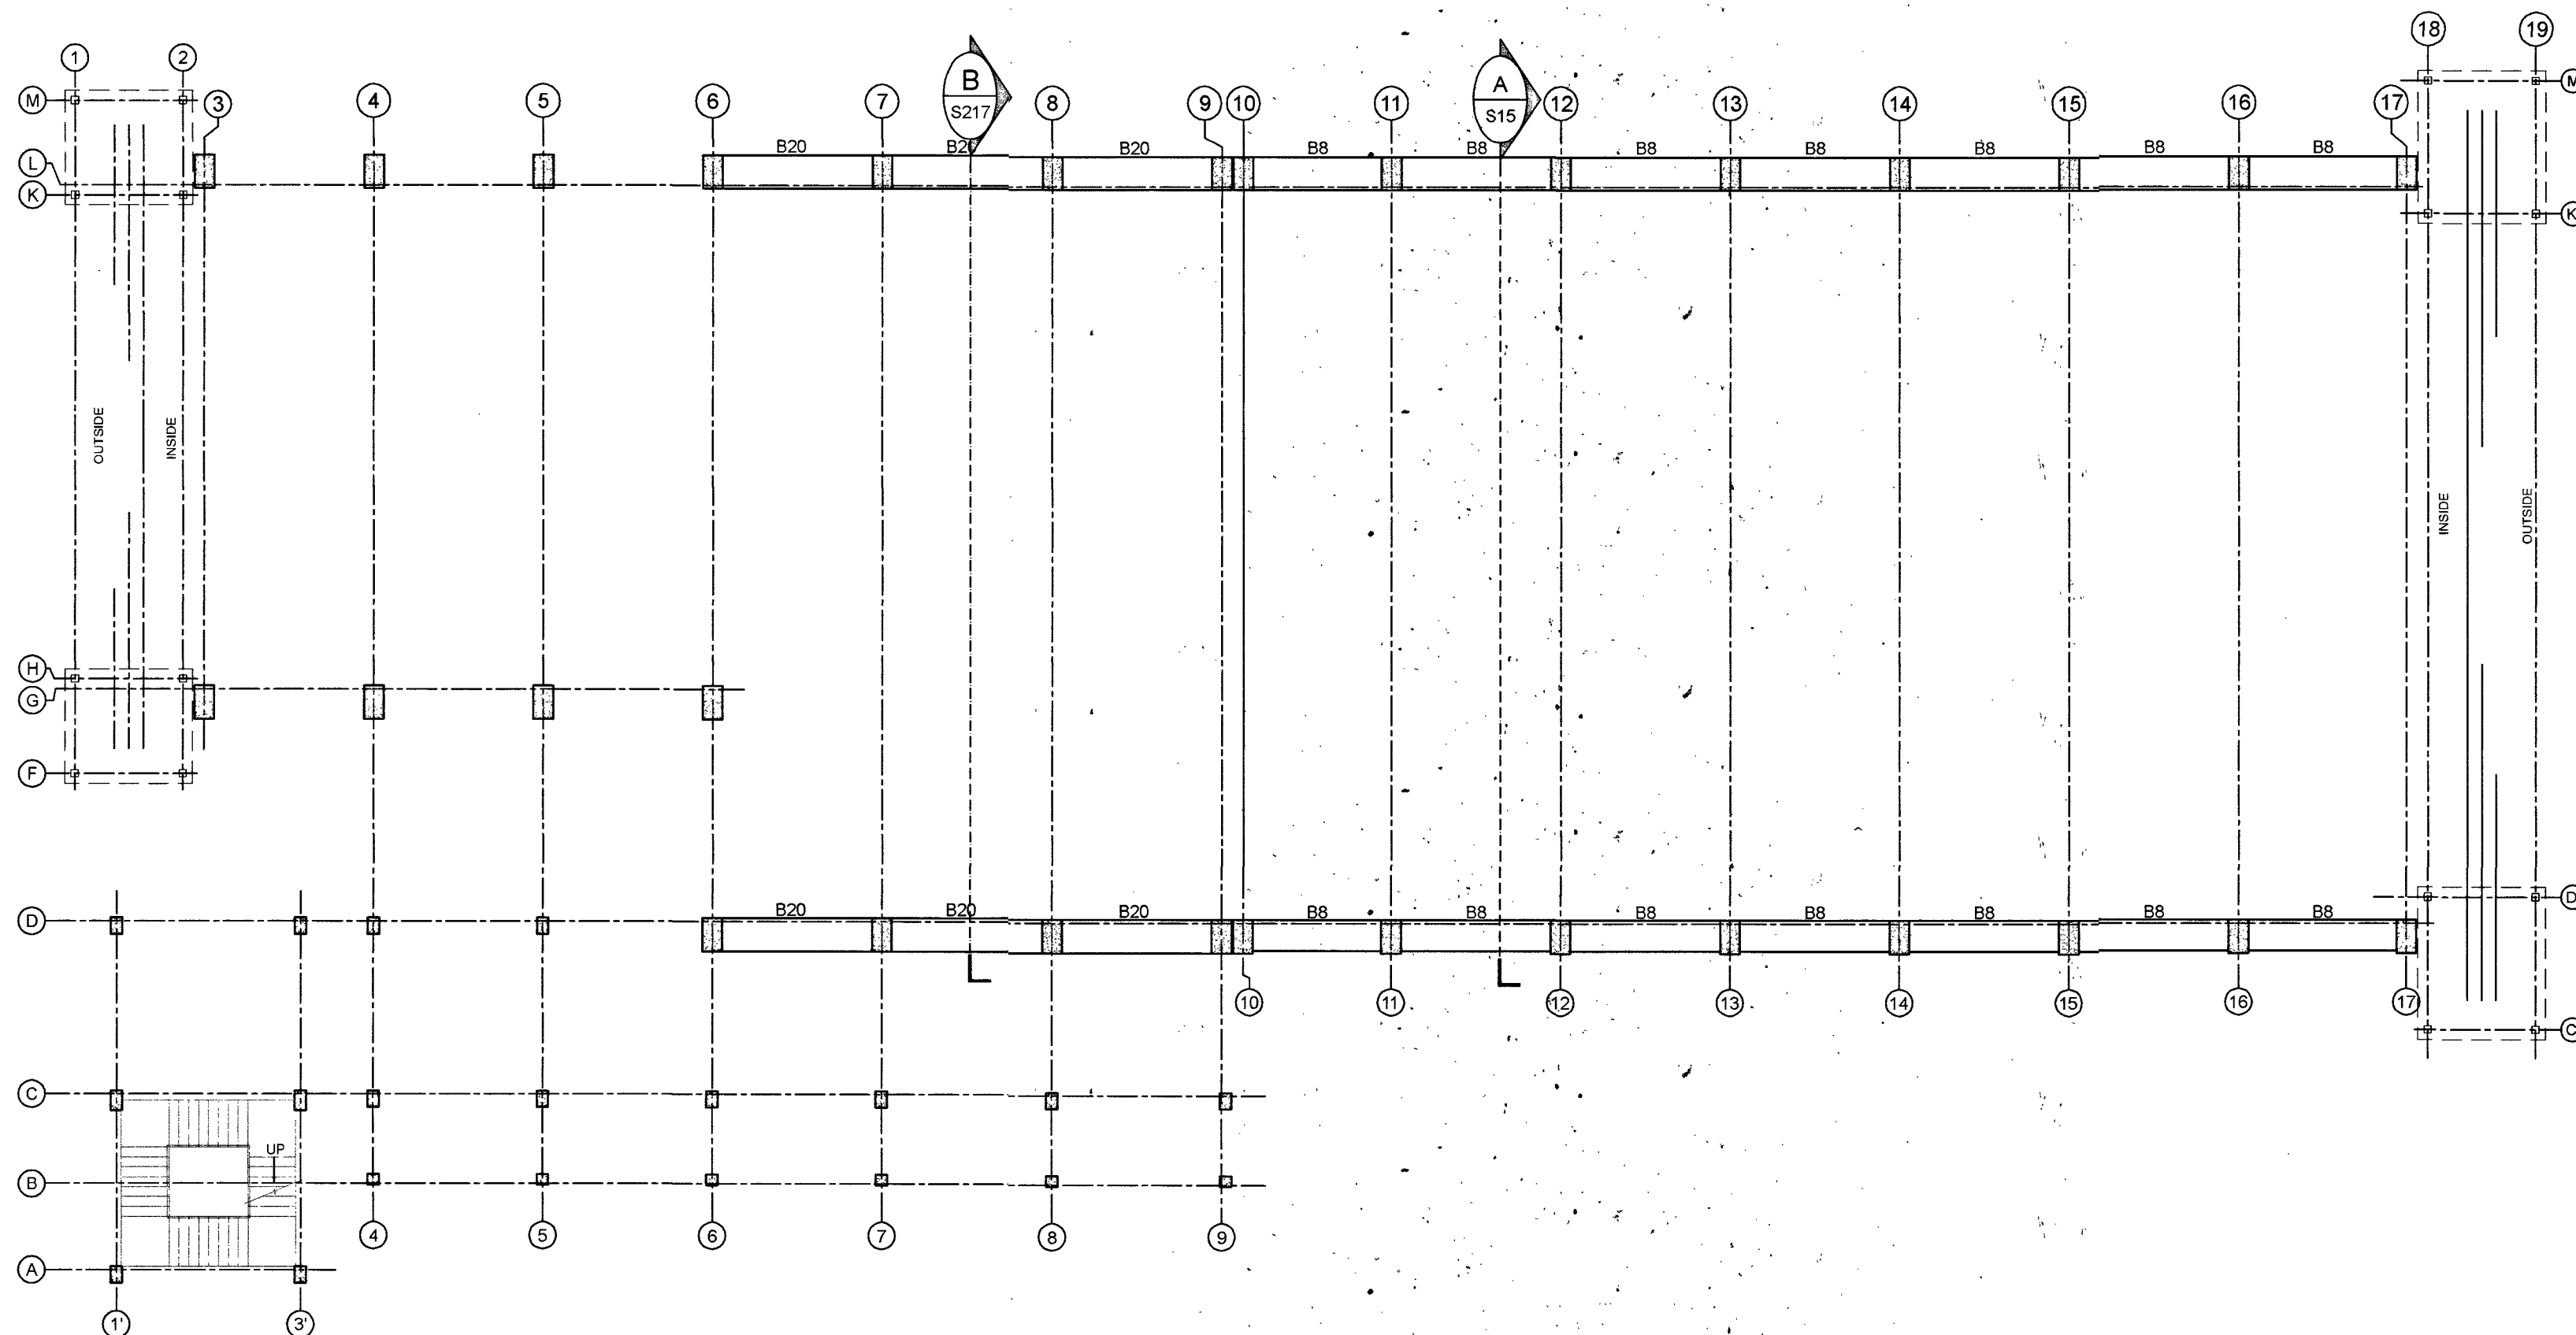 1 2 3 4 5 6 7 B S217 8 9 10 11 A S15 12 13 14 15 16 17 18 19
M M
L B20 B20 B20 B8 B8 B8 B8 B8 B8 B8
K K
OUTSIDE INSIDE INSIDE OUTSIDE
H
G
F
D B20 B20 B20 B8 B8 B8 B8 B8 B8 B8 D
10 11 12 13 14 15 16 17
C C
UP
B
4 5 6 7 8 9
A
1' 3'